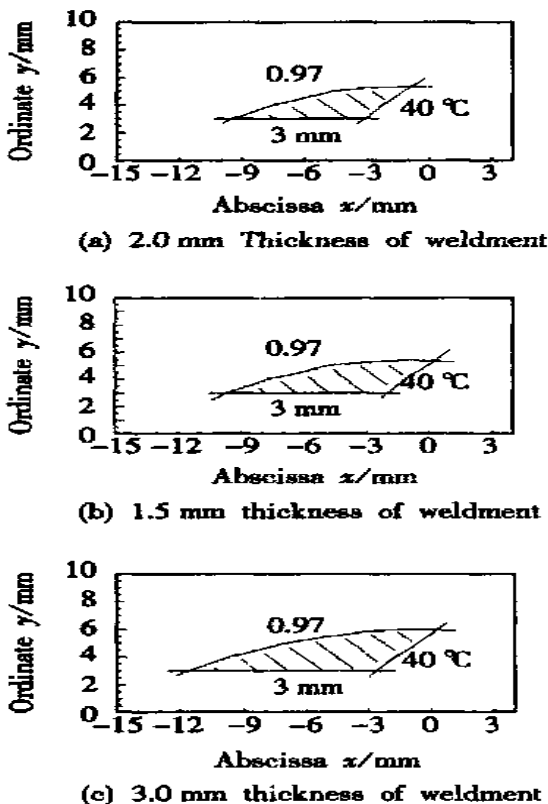 10
8
6
4
2
0
Ordinate y/mm
0.97
40 ℃
3 mm
−15 −12 −9 −6 −3 0 3
Abscissa x/mm
(a) 2.0 mm Thickness of weldment
10
8
6
4
2
0
Ordinate y/mm
0.97
40 ℃
3 mm
−15 −12 −9 −6 −3 0 3
Abscissa x/mm
(b) 1.5 mm thickness of weldment
10
8
6
4
2
0
Ordinate y/mm
0.97
40 ℃
3 mm
−15 −12 −9 −6 −3 0 3
Abscissa x/mm
(c) 3.0 mm thickness of weldment